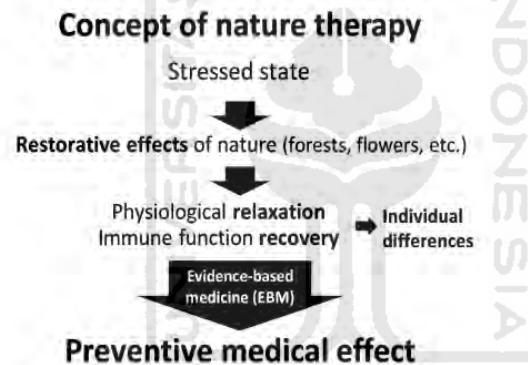 Concept of nature therapy
Stressed state
Restorative effects of nature (forests, flowers, etc.)
Physiological relaxation
Immune function recovery
Individual
differences
Evidence-based
medicine (EBM)
Preventive medical effect